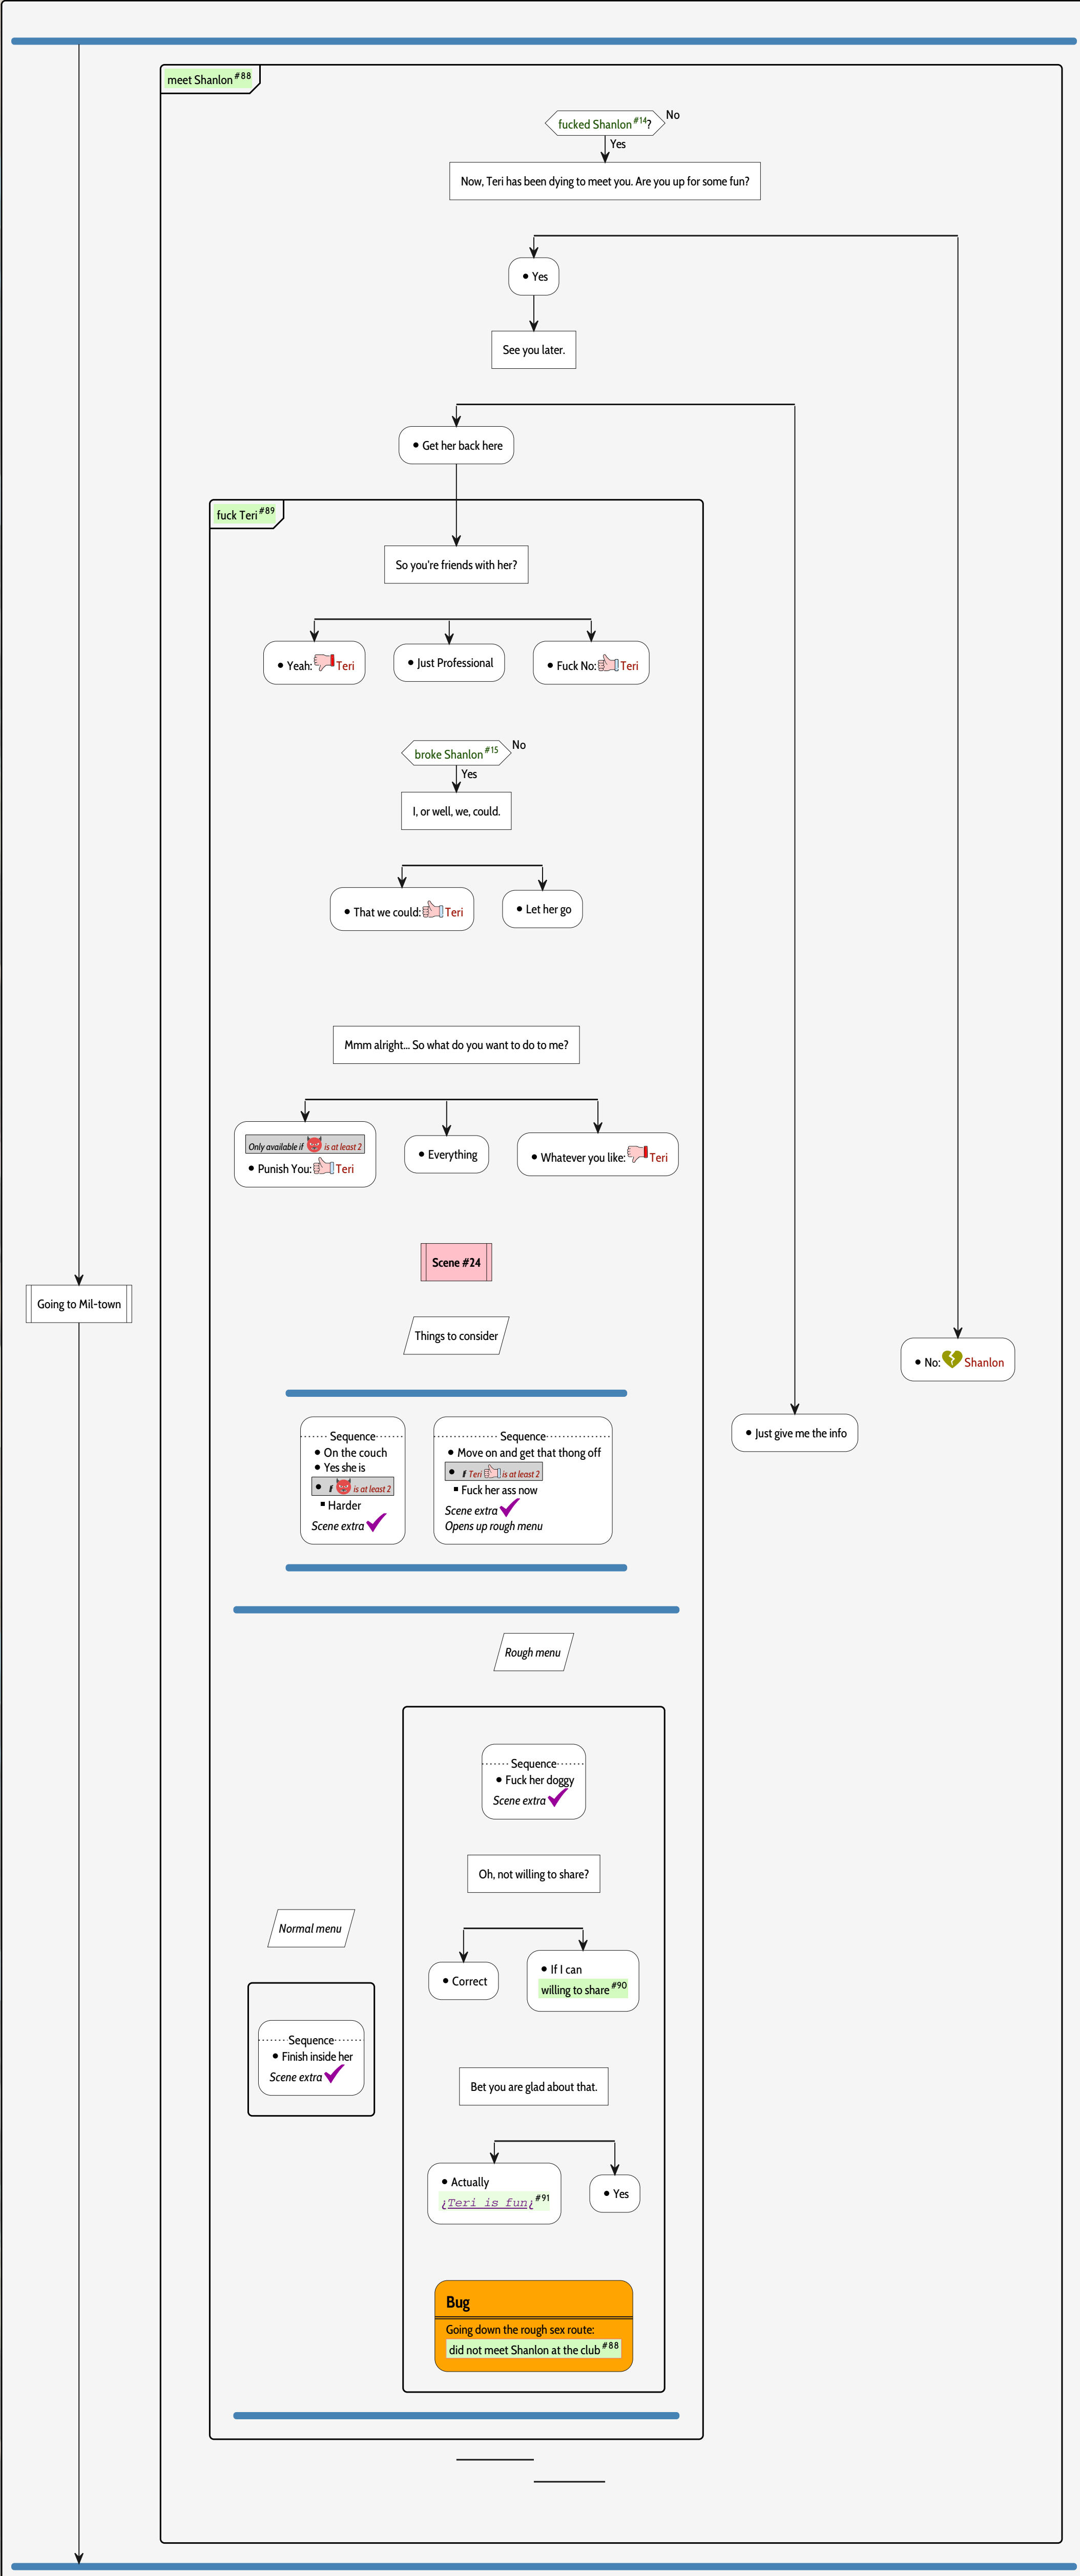 meet Shanlon #88
fucked Shanlon #14?
No
Yes
Now, Teri has been dying to meet you. Are you up for some fun?
• Yes
See you later.
• Get her back here
fuck Teri #89
So you're friends with her?
• Yeah: Teri
• Just Professional
• Fuck No: Teri
broke Shanlon #15
No
Yes
I, or well, we, could.
• That we could: Teri
• Let her go
Mmm alright... So what do you want to do to me?
Only available if is at least 2
• Punish You: Teri
• Everything
• Whatever you like: Teri
Scene #24
Going to Mil-town
Things to consider
• No: Shanlon
• Just give me the info
Sequence
• On the couch
• Yes she is
• If is at least 2
▪ Harder
Scene extra
Sequence
• Move on and get that thong off
• If Teri is at least 2
▪ Fuck her ass now
Scene extra
Opens up rough menu
Rough menu
Sequence
• Fuck her doggy
Scene extra
Oh, not willing to share?
• Correct
• If I can
willing to share #90
Normal menu
Sequence
• Finish inside her
Scene extra
Bet you are glad about that.
• Actually
¿Teri is fun¿ #91
• Yes
Bug
Going down the rough sex route:
did not meet Shanlon at the club #88